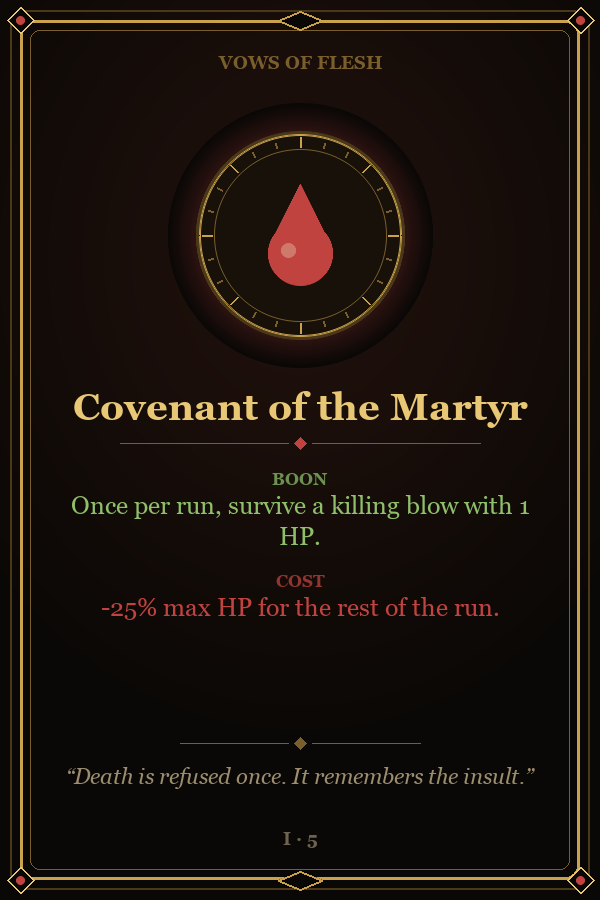 VOWS OF FLESH
Covenant of the Martyr
BOON
Once per run, survive a killing blow with 1
HP.
COST
-25% max HP for the rest of the run.
“Death is refused once. It remembers the insult.”
I · 5